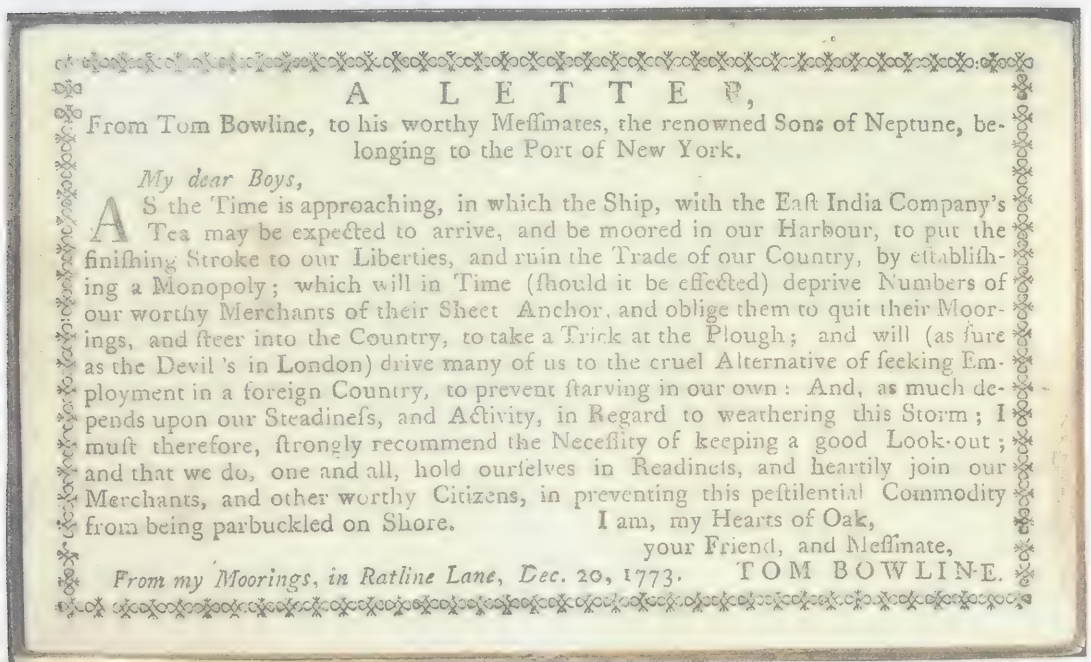 A LETTER,
From Tom Bowline, to his worthy Meſſmates, the renowned Sons of Neptune, be-
longing to the Port of New York.
My dear Boys,
AS the Time is approaching, in which the Ship, with the Eaſt India Company's
Tea may be expected to arrive, and be moored in our Harbour, to put the
finiſhing Stroke to our Liberties, and ruin the Trade of our Country, by eſtabliſh-
ing a Monopoly; which will in Time (ſhould it be effected) deprive Numbers of
our worthy Merchants of their Sheet Anchor, and oblige them to quit their Moor-
ings, and ſteer into the Country, to take a Trick at the Plough; and will (as ſure
as the Devil 's in London) drive many of us to the cruel Alternative of ſeeking Em-
ployment in a foreign Country, to prevent ſtarving in our own: And, as much de-
pends upon our Steadineſs, and Activity, in Regard to weathering this Storm; I
muſt therefore, ſtrongly recommend the Neceſſity of keeping a good Look-out;
and that we do, one and all, hold ourſelves in Readineſs, and heartily join our
Merchants, and other worthy Citizens, in preventing this peſtilential Commodity
from being parbuckled on Shore. I am, my Hearts of Oak,
your Friend, and Meſſmate,
From my Moorings, in Ratline Lane, Dec. 20, 1773. TOM BOWLINE.